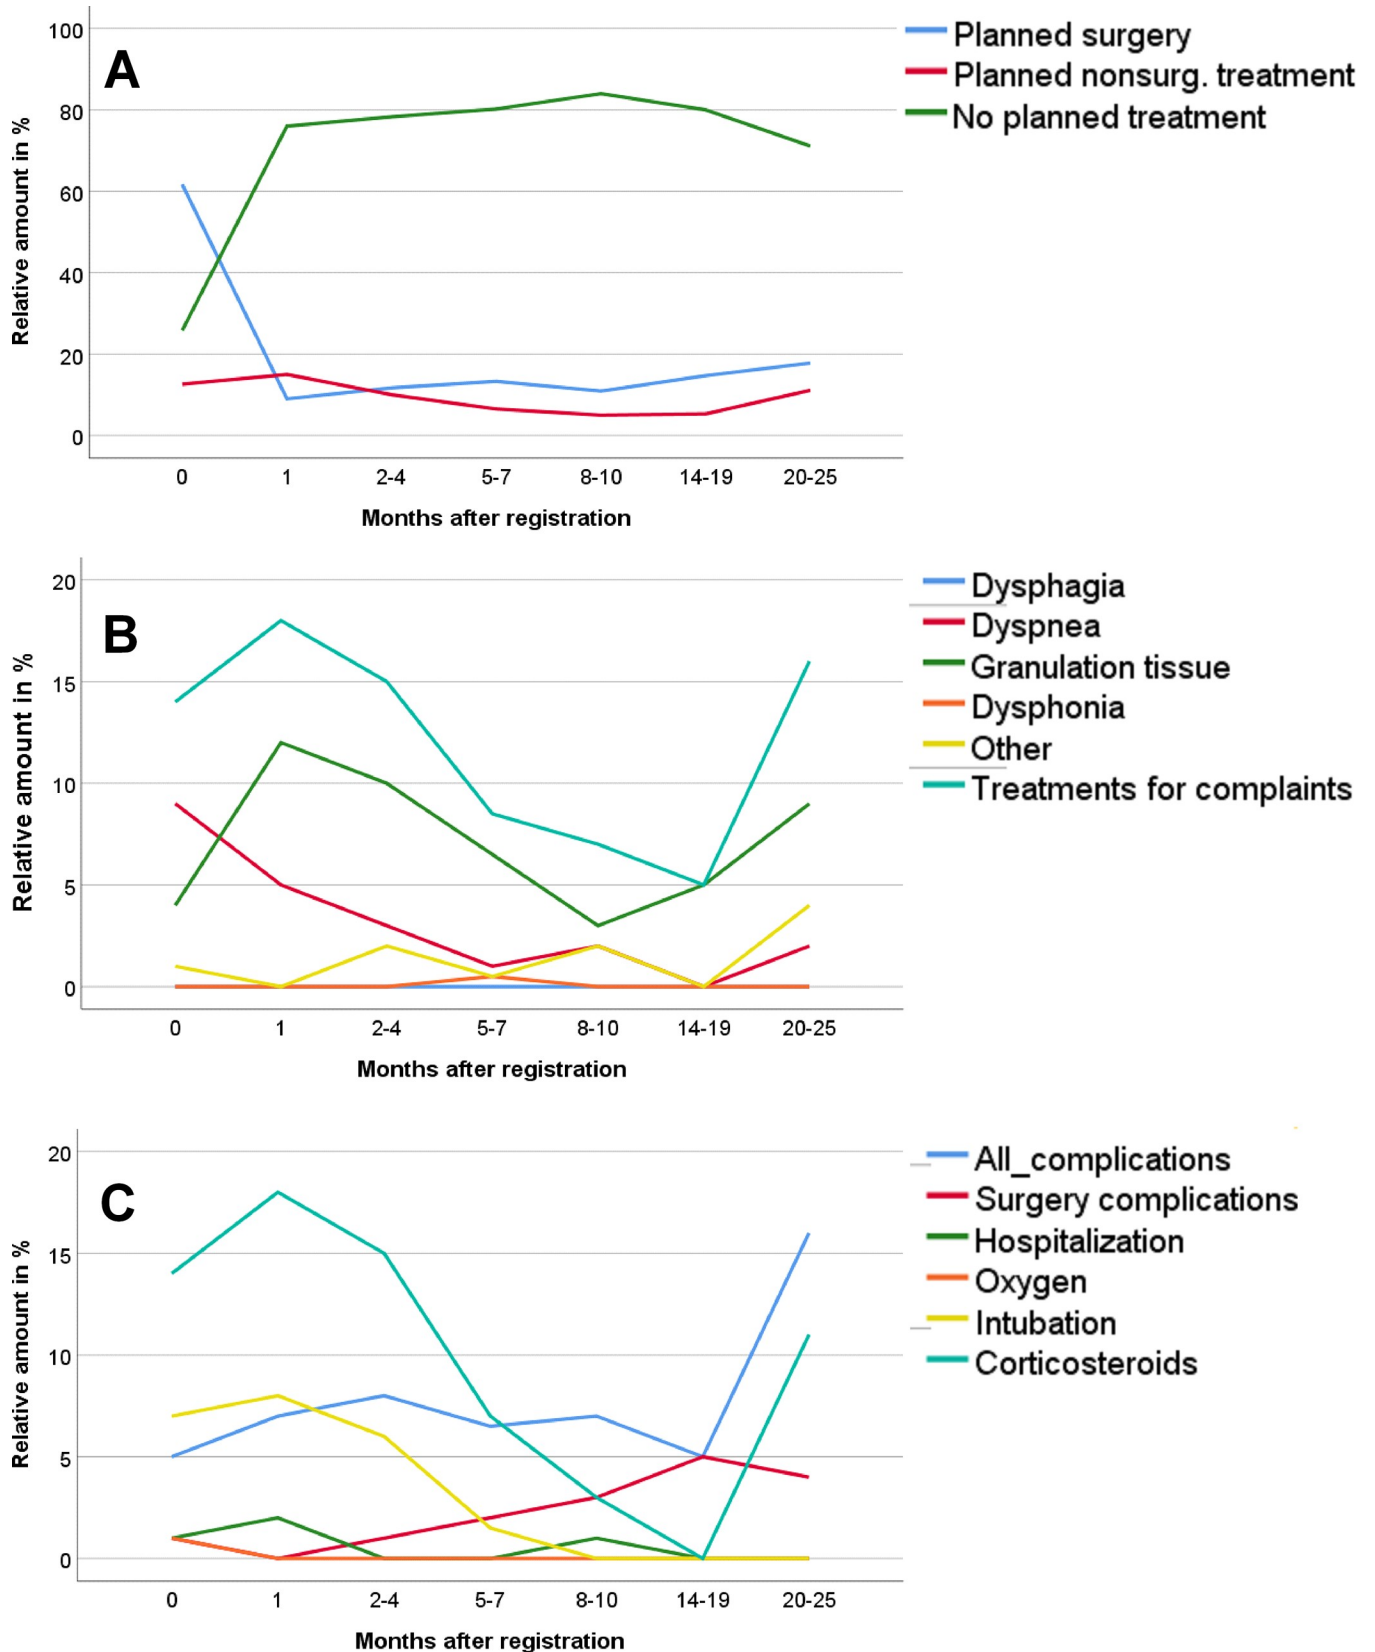 A
Relative amount in %
100
80
60
40
20
0
0 1 2-4 5-7 8-10 14-19 20-25
Months after registration
Planned surgery
Planned nonsurg. treatment
No planned treatment
B
Relative amount in %
20
15
10
5
0
0 1 2-4 5-7 8-10 14-19 20-25
Months after registration
Dysphagia
Dyspnea
Granulation tissue
Dysphonia
Other
Treatments for complaints
C
Relative amount in %
20
15
10
5
0
0 1 2-4 5-7 8-10 14-19 20-25
Months after registration
All_complications
Surgery complications
Hospitalization
Oxygen
Intubation
Corticosteroids